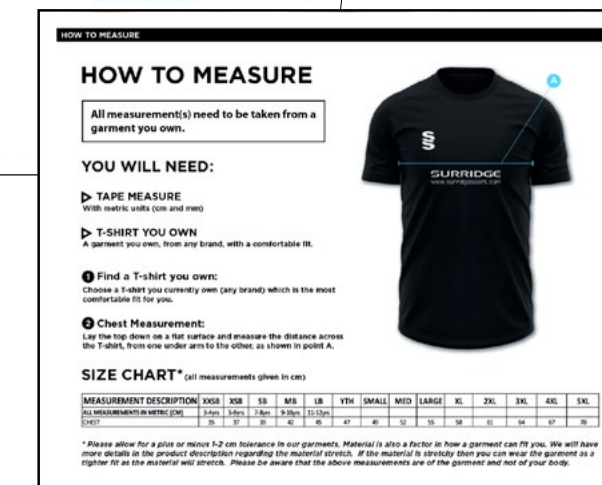 HOW TO MEASURE
HOW TO MEASURE
All measurement(s) need to be taken from a
garment you own.
YOU WILL NEED:
TAPE MEASURE
With metric units (cm and mm)
T-SHIRT YOU OWN
A garment you own, from any brand, with a comfortable fit.
1 Find a T-shirt you own:
Choose a T-shirt you currently own (any brand) which is the most
comfortable fit for you.
2 Chest Measurement:
Lay the top down on a flat surface and measure the distance across
the T-shirt, from one under arm to the other, as shown in point A.
A
SURRIDGE
www.surridgesport.com
SIZE CHART* (all measurements given in cm)
MEASUREMENT DESCRIPTION XXSB XSB SB MB LB YTH SMALL MED LARGE XL 2XL 3XL 4XL 5XL
ALL MEASUREMENTS IN METRIC (CM) 3-4yrs 5-6yrs 7-8yrs 9-10yrs 11-12yrs
CHEST 35 37 39 42 45 47 49 52 55 58 61 64 67 70
* Please allow for a plus or minus 1-2 cm tolerance in our garments. Material is also a factor in how a garment can fit you. We will have
more details in the product description regarding the material stretch. If the material is stretchy then you can wear the garment as a
tighter fit as the material will stretch. Please be aware that the above measurements are of the garment and not of your body.